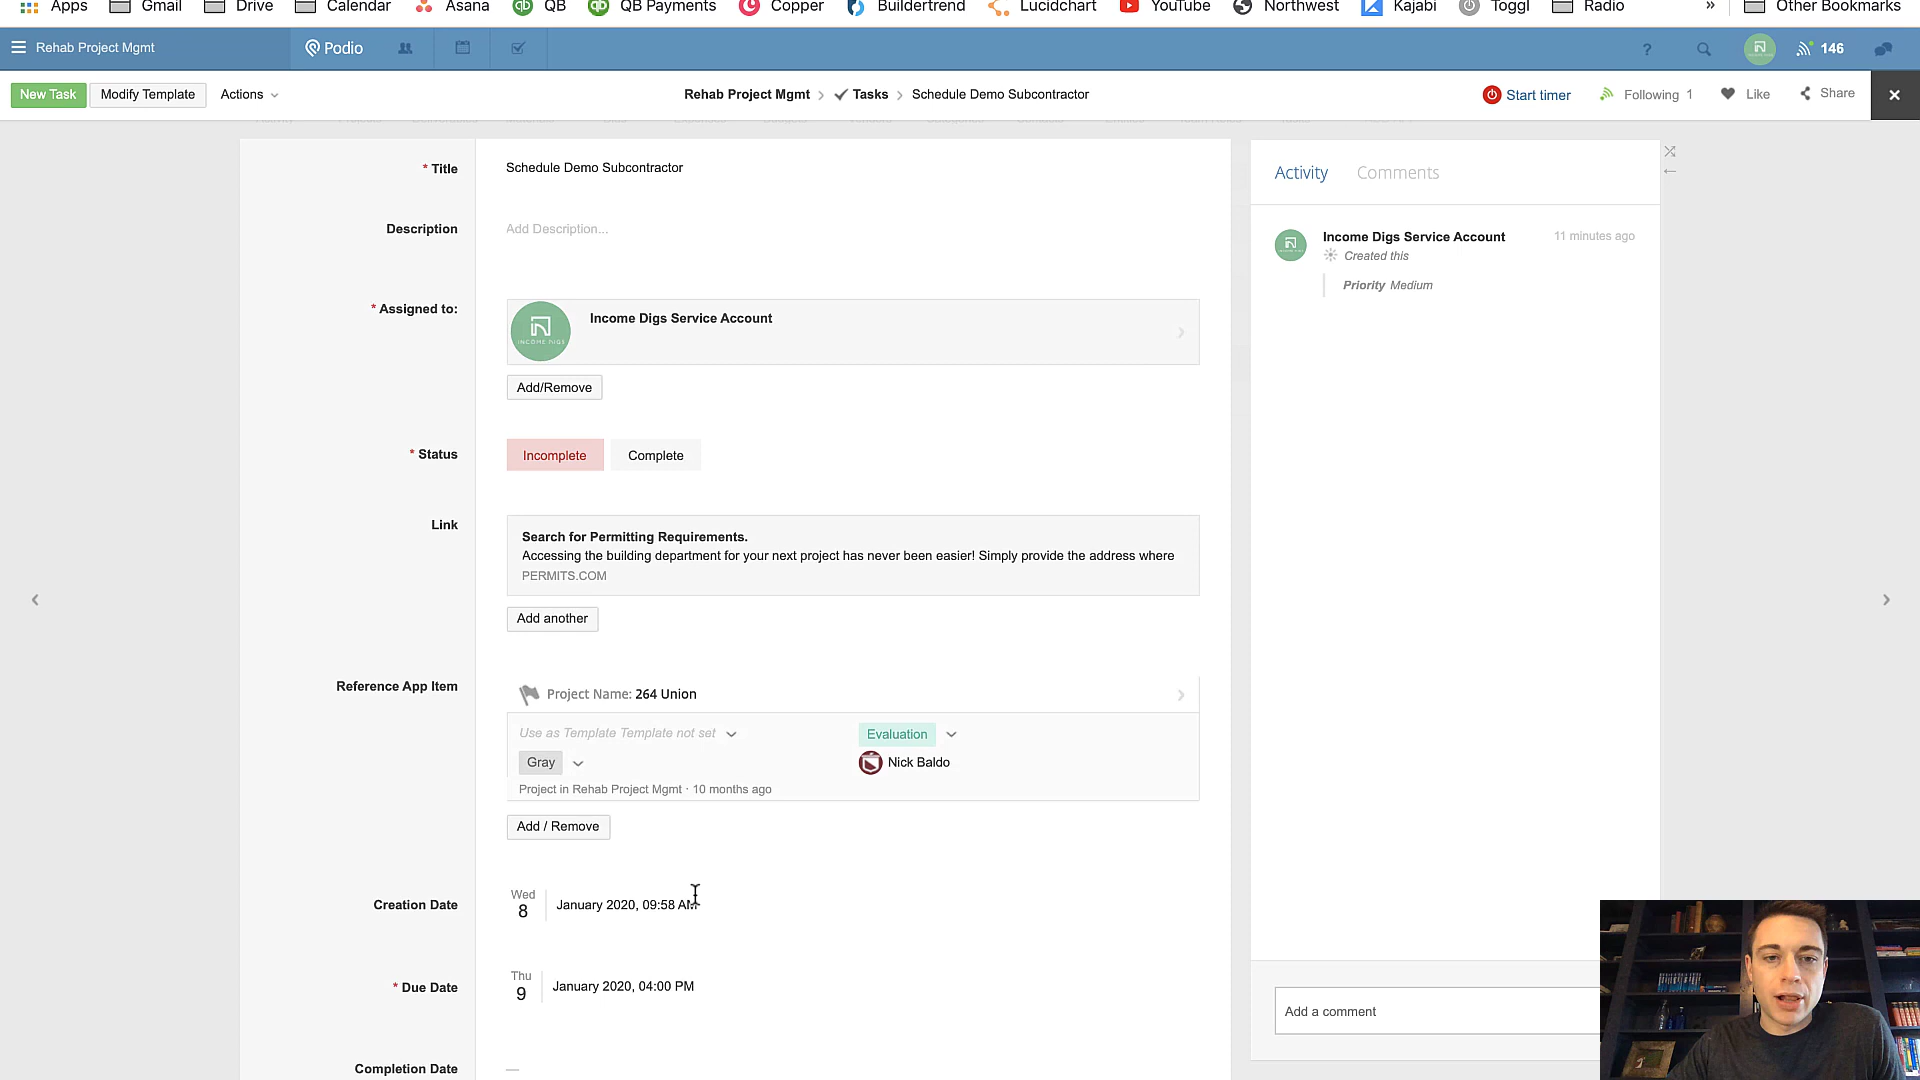 Apps Gmail Drive Calendar Asana QB QB Payments Copper Buildertrend Lucidchart YouTube Northwest Kajabi Toggl Radio » Other Bookmarks
Rehab Project Mgmt Podio ? 146
New Task Modify Template Actions Rehab Project Mgmt Tasks Schedule Demo Subcontractor Start timer Following 1 Like Share
* Title Schedule Demo Subcontractor
Description Add Description...
* Assigned to: Income Digs Service Account
INCOME DIGS
Add/Remove
* Status Incomplete Complete
Link Search for Permitting Requirements.
Accessing the building department for your next project has never been easier! Simply provide the address where
PERMITS.COM
Add another
Reference App Item Project Name: 264 Union
Use as Template Template not set Evaluation
Gray Nick Baldo
Project in Rehab Project Mgmt · 10 months ago
Add / Remove
Creation Date Wed 8 January 2020, 09:58 AM
* Due Date Thu 9 January 2020, 04:00 PM
Completion Date —
Activity Comments
Income Digs Service Account 11 minutes ago
Created this
Priority Medium
Add a comment